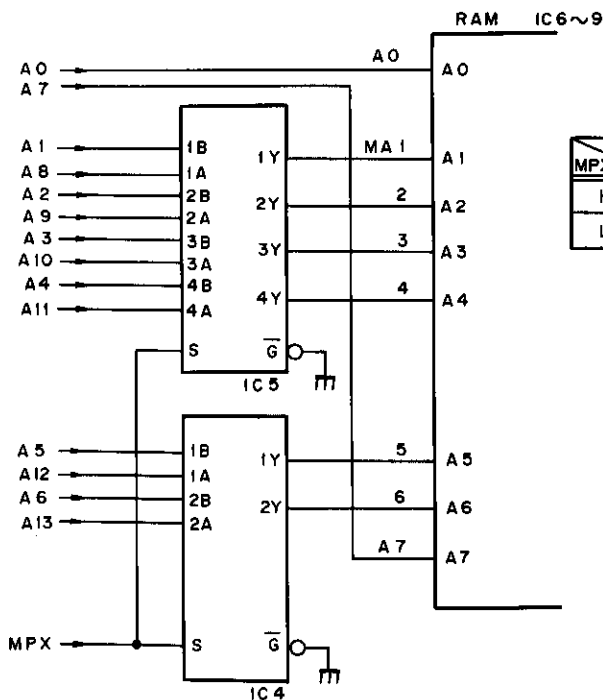 RAM IC6~9
A0 A0 A0
A7
A1 1B 1Y MA1 A1
A8 1A
A2 2B 2Y 2 A2
A9 2A
A3 3B 3Y 3 A3
A10 3A
A4 4B 4Y 4 A4
A11 4A
S G̅
IC5
A5 1B 1Y 5 A5
A12 1A
A6 2B 2Y 6 A6
A13 2A
A7 A7
MPX S G̅
IC4